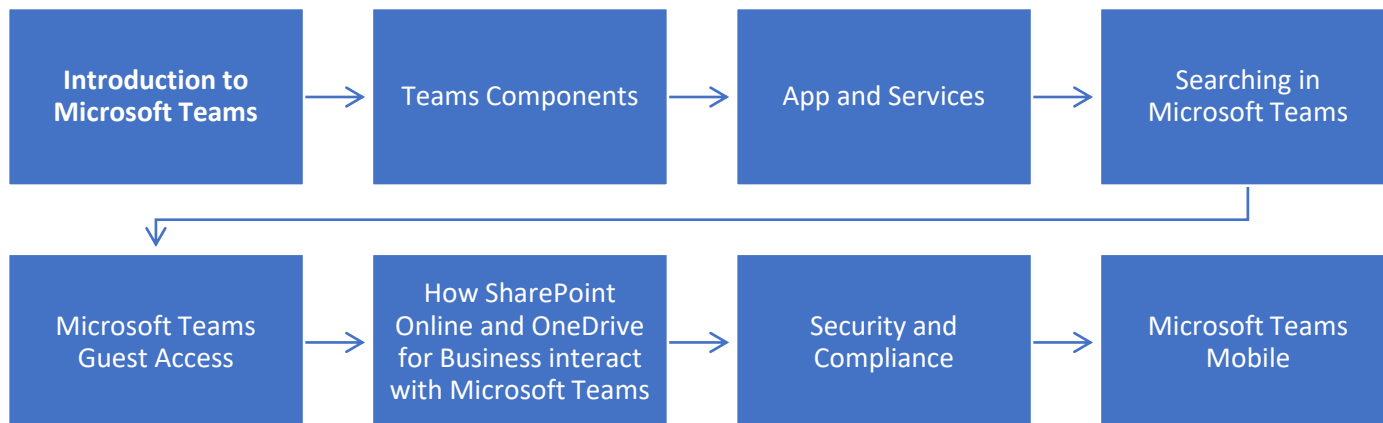 Introduction to
Microsoft Teams
Teams Components
App and Services
Searching in
Microsoft Teams
Microsoft Teams
Guest Access
How SharePoint
Online and OneDrive
for Business interact
with Microsoft Teams
Security and
Compliance
Microsoft Teams
Mobile